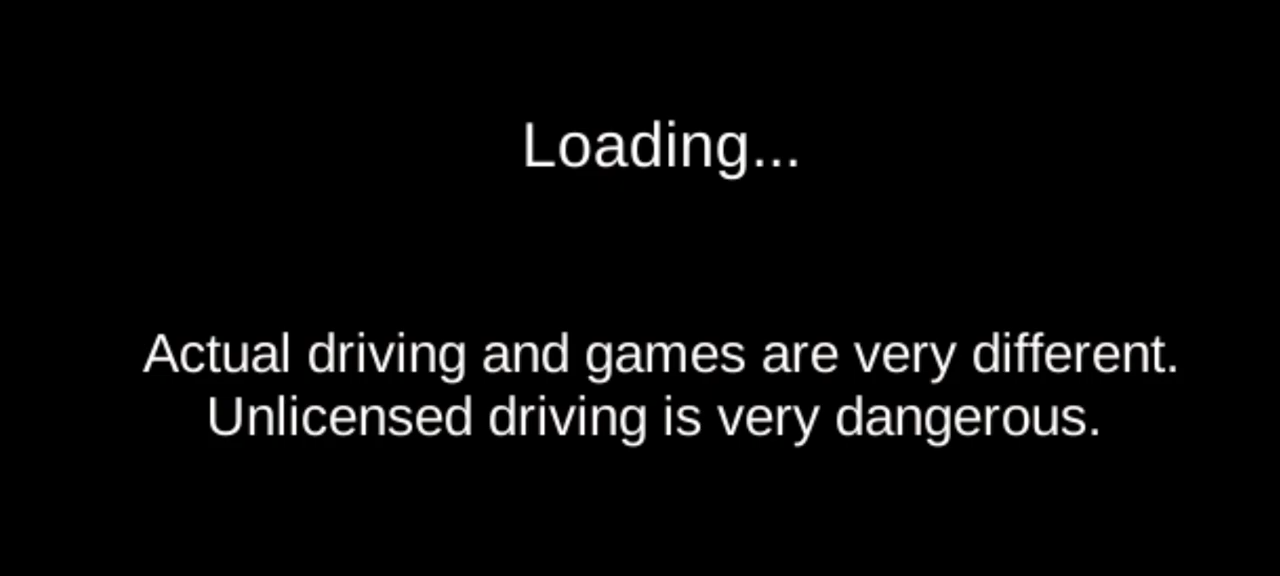 Loading...
Actual driving and games are very different.
Unlicensed driving is very dangerous.